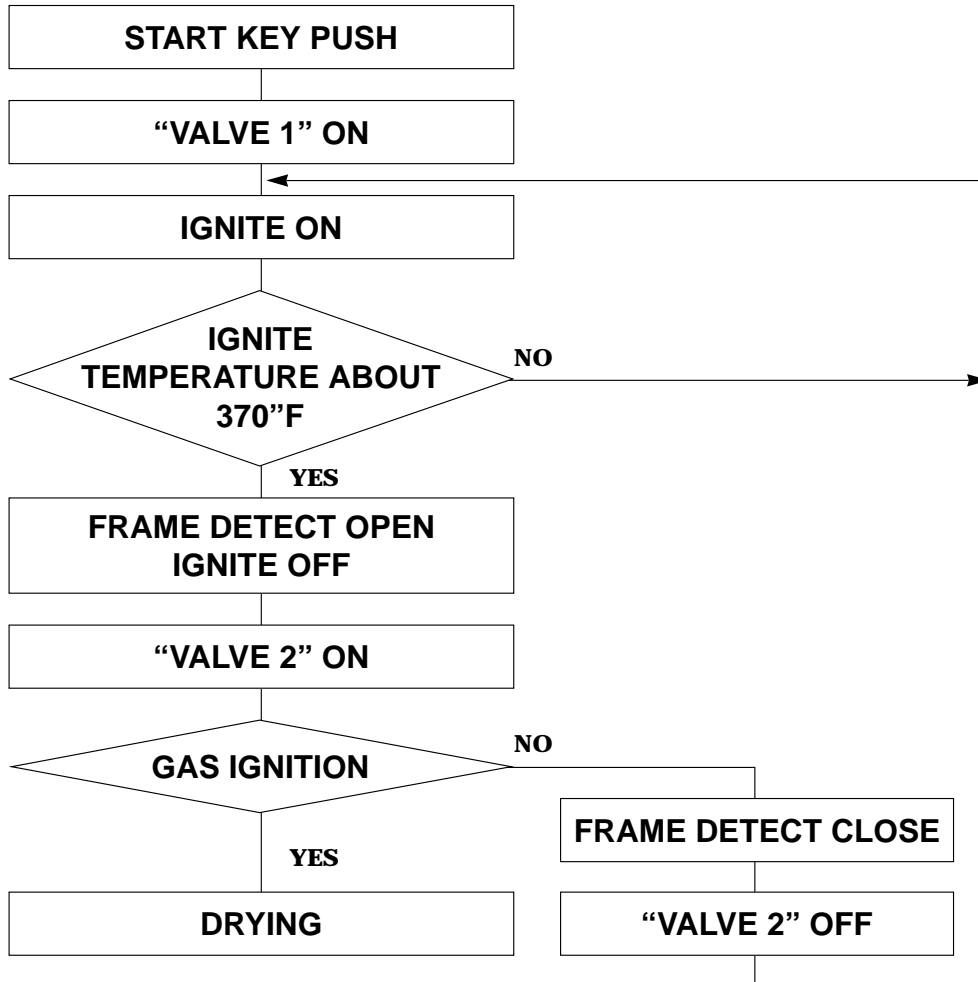 START KEY PUSH
“VALVE 1” ON
IGNITE ON
IGNITE
TEMPERATURE ABOUT
370”F
NO
YES
FRAME DETECT OPEN
IGNITE OFF
“VALVE 2” ON
GAS IGNITION
NO
FRAME DETECT CLOSE
YES
DRYING
“VALVE 2” OFF